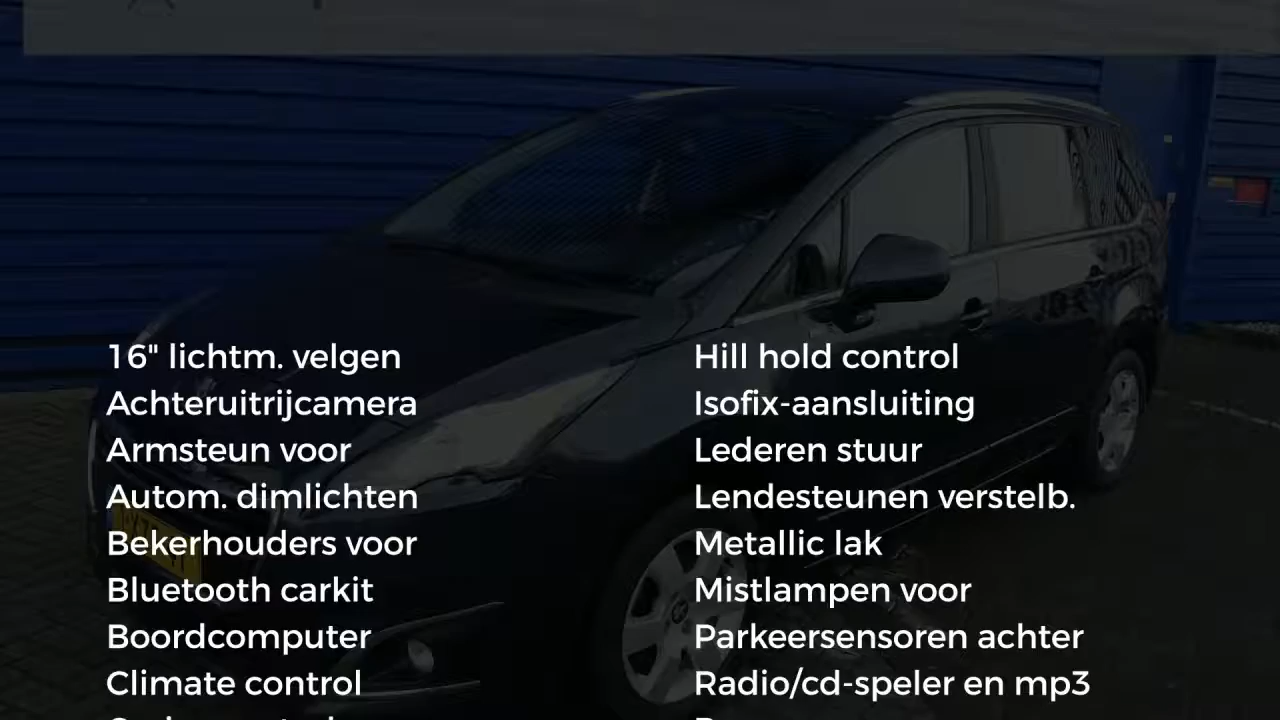 16" lichtm. velgen
Achteruitrijcamera
Armsteun voor
Autom. dimlichten
Bekerhouders voor
Bluetooth carkit
Boordcomputer
Climate control
Hill hold control
Isofix-aansluiting
Lederen stuur
Lendesteunen verstelb.
Metallic lak
Mistlampen voor
Parkeersensoren achter
Radio/cd-speler en mp3